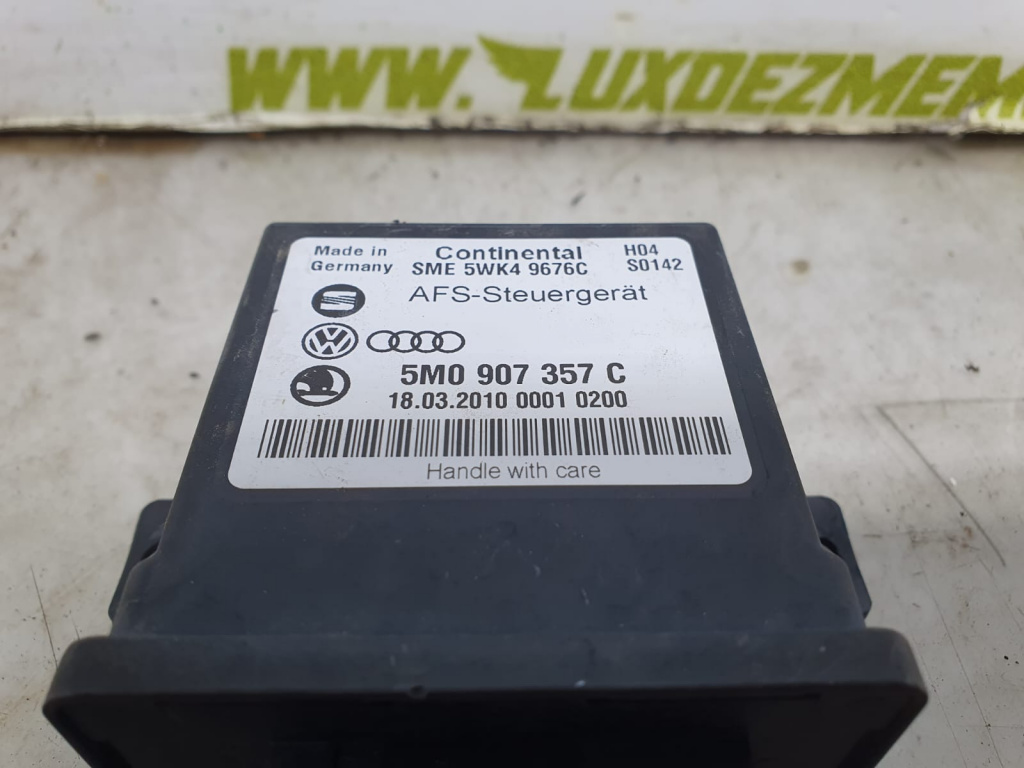 WWW. LUXDEZMEM
Made in Germany
Continental
SME 5WK4 9676C
H04
S0142
AFS-Steuergerät
5M0 907 357 C
18.03.2010 0001 0200
Handle with care